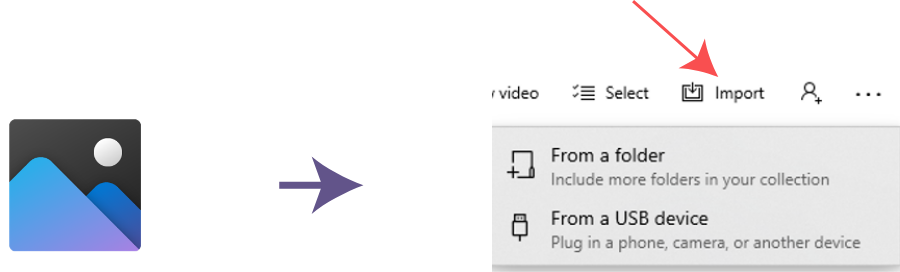 video Select Import
From a folder
Include more folders in your collection
From a USB device
Plug in a phone, camera, or another device